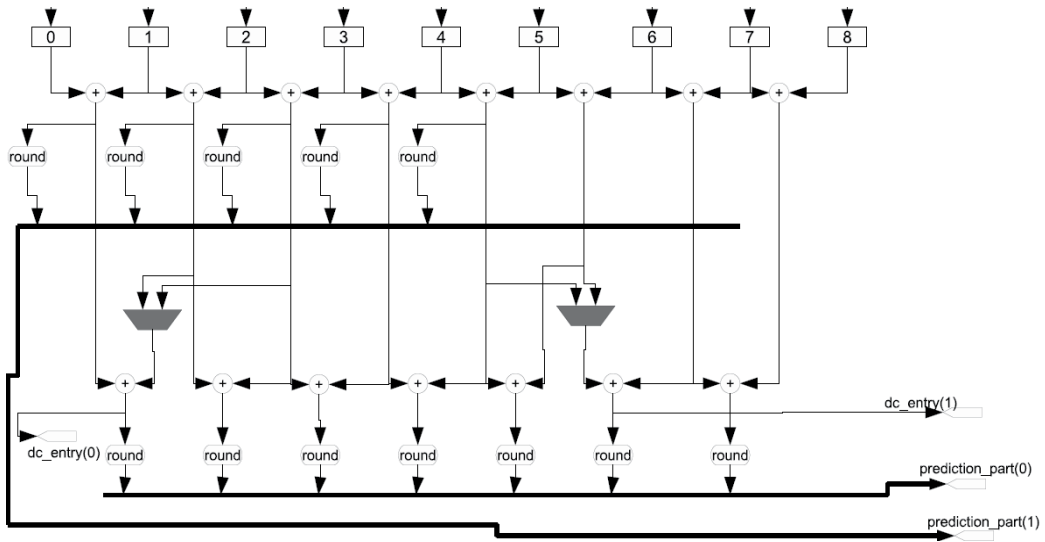 0 1 2 3 4 5 6 7 8
+ + + + + + + +
round round round round round
+ + + + + + +
dc_entry(1)
dc_entry(0)
round round round round round round round
prediction_part(0)
prediction_part(1)